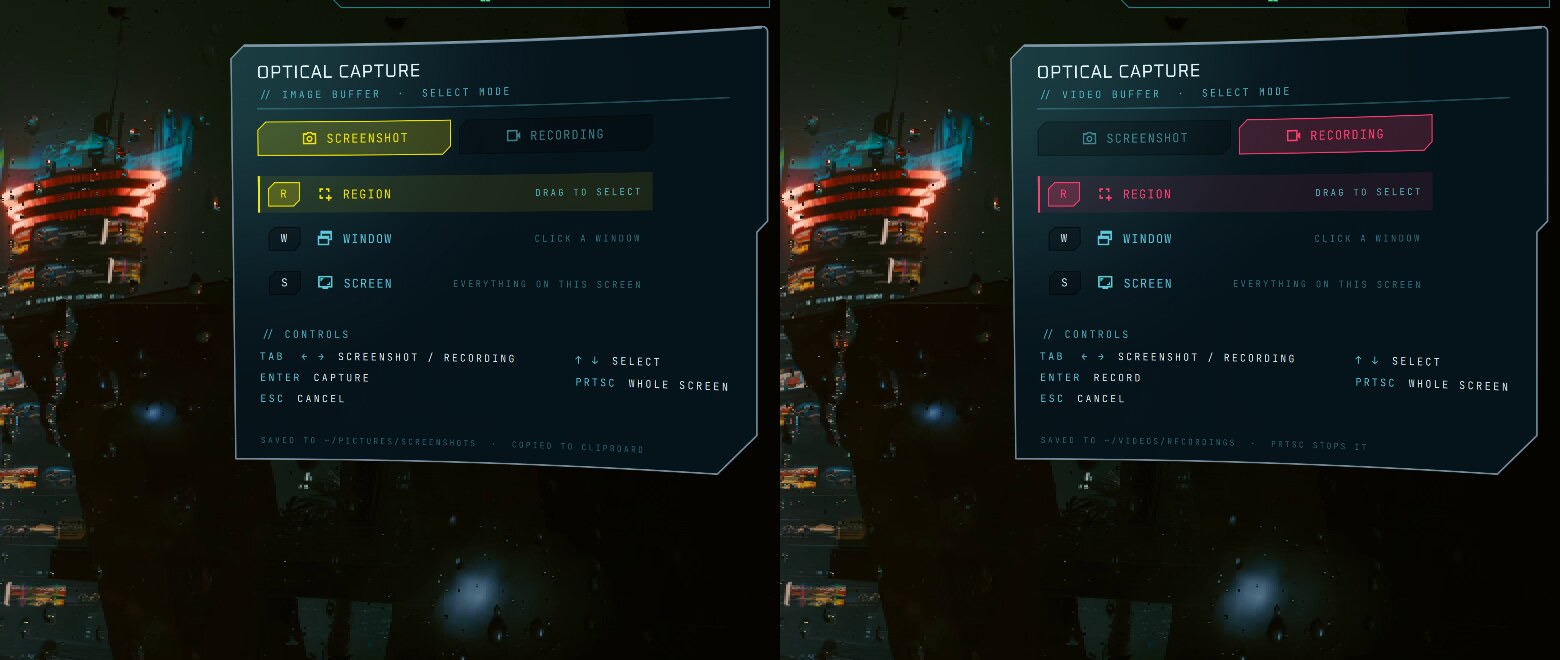 OPTICAL CAPTURE
// IMAGE BUFFER · SELECT MODE
SCREENSHOT RECORDING
R REGION DRAG TO SELECT
W WINDOW CLICK A WINDOW
S SCREEN EVERYTHING ON THIS SCREEN
// CONTROLS
TAB ← → SCREENSHOT / RECORDING ↑ ↓ SELECT
ENTER CAPTURE PRTSC WHOLE SCREEN
ESC CANCEL
SAVED TO ~/PICTURES/SCREENSHOTS · COPIED TO CLIPBOARD
OPTICAL CAPTURE
// VIDEO BUFFER · SELECT MODE
SCREENSHOT RECORDING
R REGION DRAG TO SELECT
W WINDOW CLICK A WINDOW
S SCREEN EVERYTHING ON THIS SCREEN
// CONTROLS
TAB ← → SCREENSHOT / RECORDING ↑ ↓ SELECT
ENTER RECORD PRTSC WHOLE SCREEN
ESC CANCEL
SAVED TO ~/VIDEOS/RECORDINGS · PRTSC STOPS IT